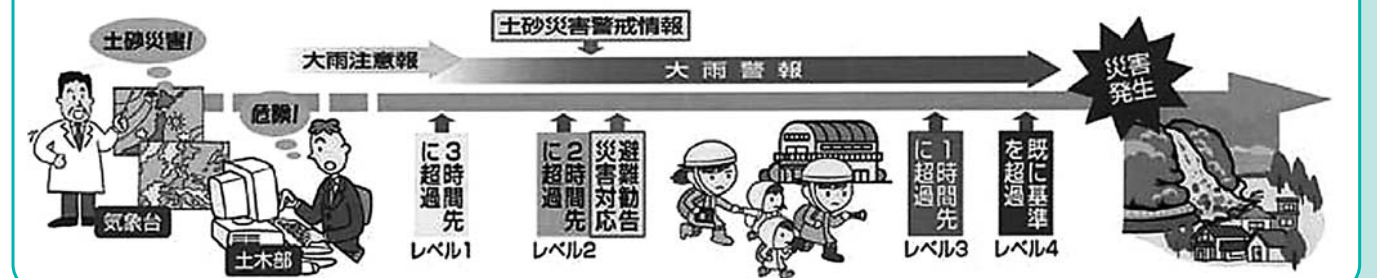 土砂災害!
気象台
危険!
土木部
大雨注意報
土砂災害警戒情報
大雨警報
3時間先
に超過
レベル1
2時間先
に超過
レベル2
避難勧告
災害対応
1時間先
に超過
レベル3
既に基準
を超過
レベル4
災害
発生